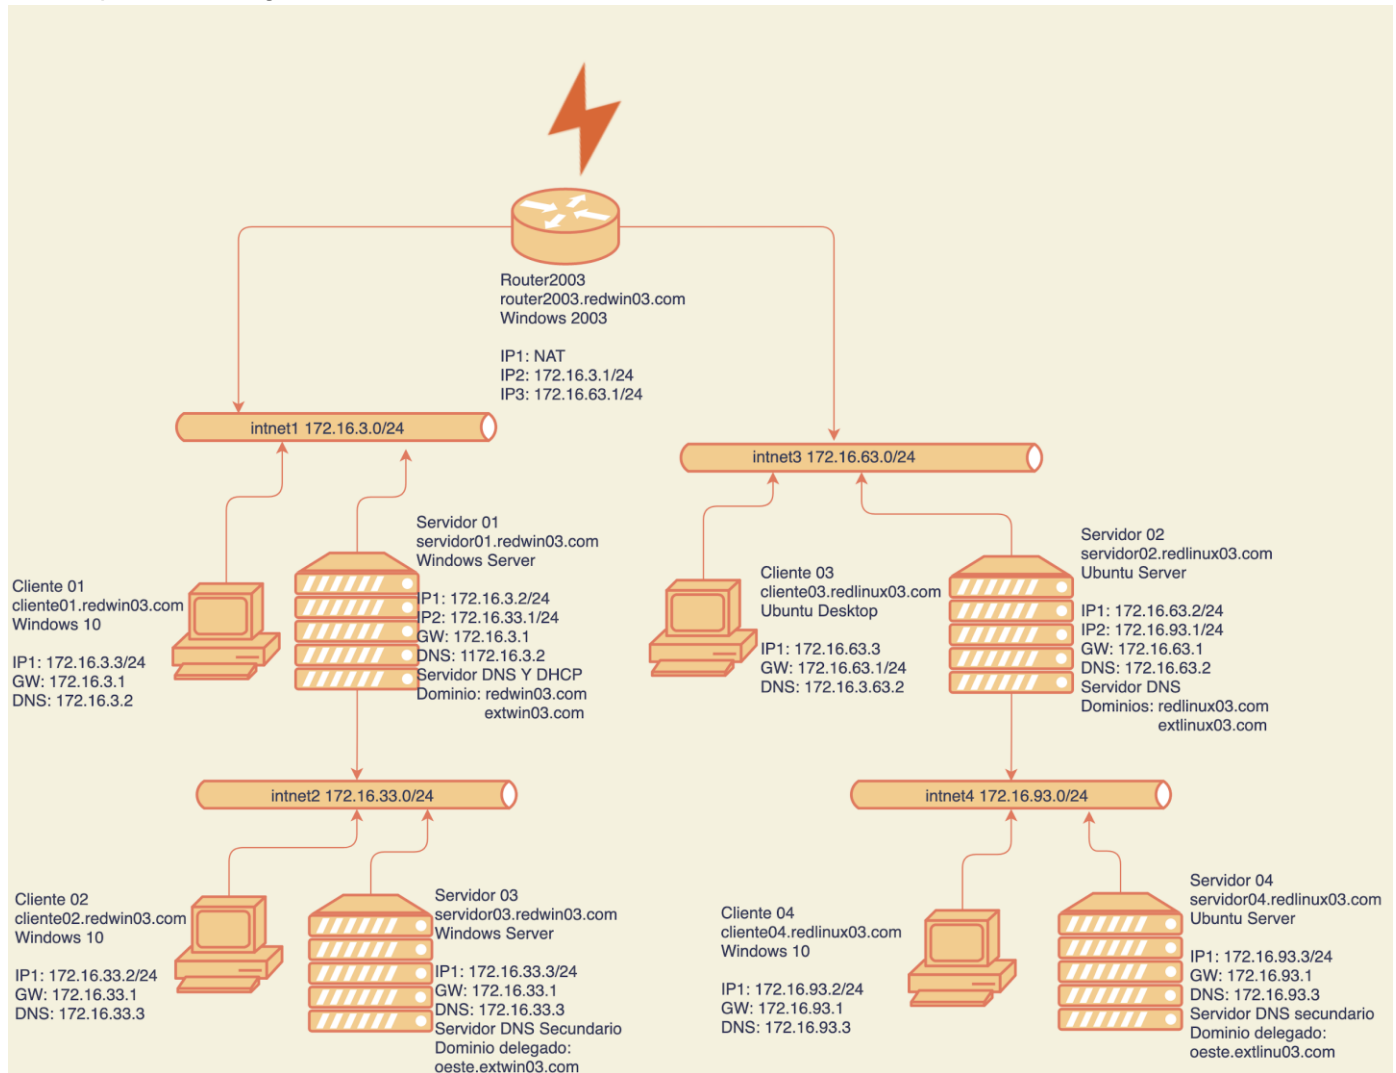 Router2003
router2003.redwin03.com
Windows 2003
IP1: NAT
IP2: 172.16.3.1/24
IP3: 172.16.63.1/24
intnet1 172.16.3.0/24
intnet3 172.16.63.0/24
Cliente 01
cliente01.redwin03.com
Windows 10
IP1: 172.16.3.3/24
GW: 172.16.3.1
DNS: 172.16.3.2
Servidor 01
servidor01.redwin03.com
Windows Server
IP1: 172.16.3.2/24
IP2: 172.16.33.1/24
GW: 172.16.3.1
DNS: 1172.16.3.2
Servidor DNS Y DHCP
Dominio: redwin03.com
extwin03.com
Cliente 03
cliente03.redlinux03.com
Ubuntu Desktop
IP1: 172.16.63.3
GW: 172.16.63.1/24
DNS: 172.16.3.63.2
Servidor 02
servidor02.redlinux03.com
Ubuntu Server
IP1: 172.16.63.2/24
IP2: 172.16.93.1/24
GW: 172.16.63.1
DNS: 172.16.63.2
Servidor DNS
Dominios: redlinux03.com
extlinux03.com
intnet2 172.16.33.0/24
intnet4 172.16.93.0/24
Cliente 02
cliente02.redwin03.com
Windows 10
IP1: 172.16.33.2/24
GW: 172.16.33.1
DNS: 172.16.33.3
Servidor 03
servidor03.redwin03.com
Windows Server
IP1: 172.16.33.3/24
GW: 172.16.33.1
DNS: 172.16.33.3
Servidor DNS Secundario
Dominio delegado:
oeste.extwin03.com
Cliente 04
cliente04.redlinux03.com
Windows 10
IP1: 172.16.93.2/24
GW: 172.16.93.1
DNS: 172.16.93.3
Servidor 04
servidor04.redlinux03.com
Ubuntu Server
IP1: 172.16.93.3/24
GW: 172.16.93.1
DNS: 172.16.93.3
Servidor DNS secundario
Dominio delegado:
oeste.extlinu03.com